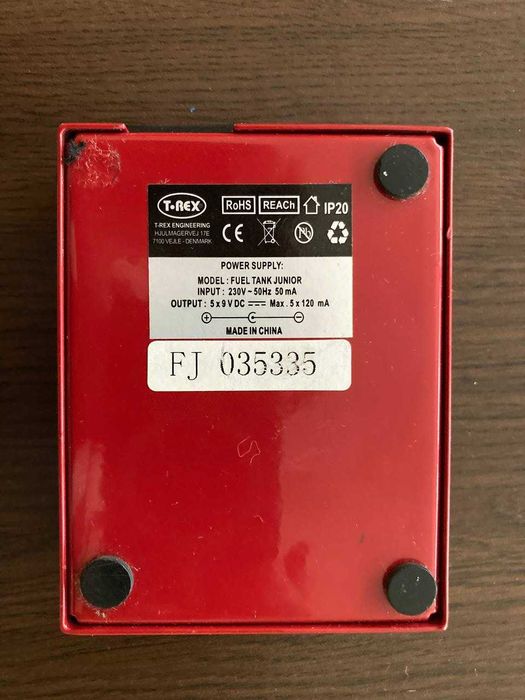 T-REX
RoHS REACh IP20
T-REX ENGINEERING
HJULMAGERVEJ 17E
7100 VEJLE - DENMARK
CE Pb
POWER SUPPLY:
MODEL : FUEL TANK JUNIOR
INPUT : 230V ~ 50Hz 50 mA
OUTPUT : 5 x 9 V DC ⎓ Max. 5 x 120 mA
MADE IN CHINA
FJ 035335